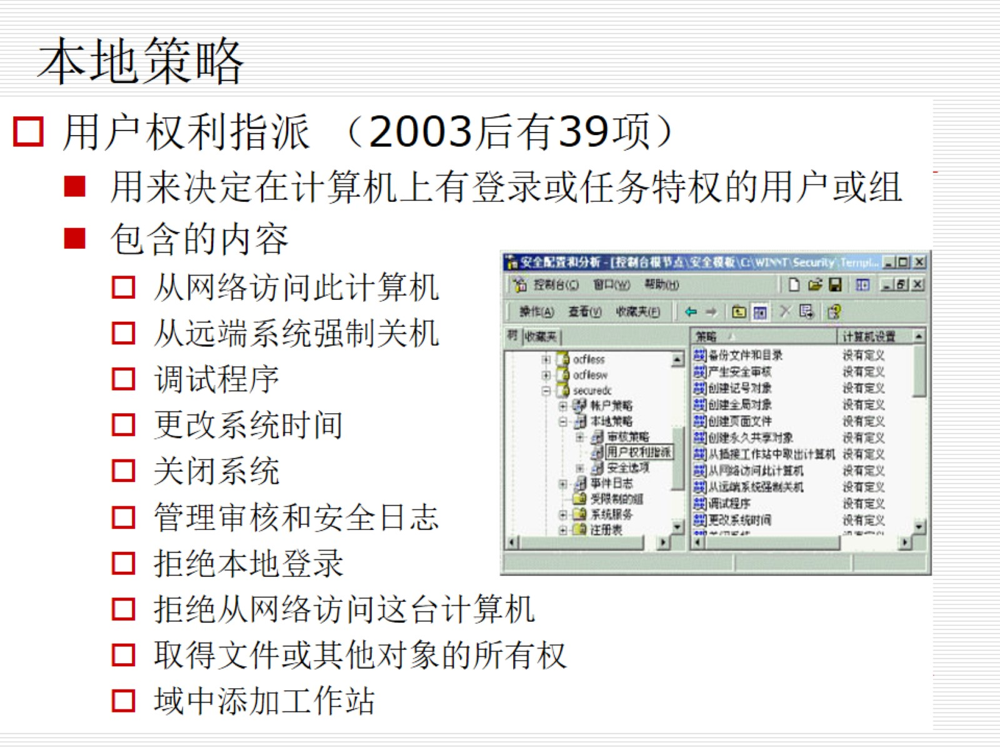 本地策略
用户权利指派 （2003后有39项）
用来决定在计算机上有登录或任务特权的用户或组
包含的内容
从网络访问此计算机
从远端系统强制关机
调试程序
更改系统时间
关闭系统
管理审核和安全日志
拒绝本地登录
拒绝从网络访问这台计算机
取得文件或其他对象的所有权
域中添加工作站
安全配置和分析 - [控制台根节点\安全模板\C:\WINNT\Security\Templ...
控制台(C) 窗口(W) 帮助(H)
操作(A) 查看(V) 收藏夹(F)
树 收藏夹
ocfiless
ocfilesw
securedc
帐户策略
本地策略
审核策略
用户权利指派
安全选项
事件日志
受限制的组
系统服务
注册表
策略 计算机设置
备份文件和目录 没有定义
产生安全审核 没有定义
创建记号对象 没有定义
创建全局对象 没有定义
创建页面文件 没有定义
创建永久共享对象 没有定义
从插接工作站中取出计算机 没有定义
从网络访问此计算机 没有定义
从远端系统强制关机 没有定义
调试程序 没有定义
更改系统时间 没有定义